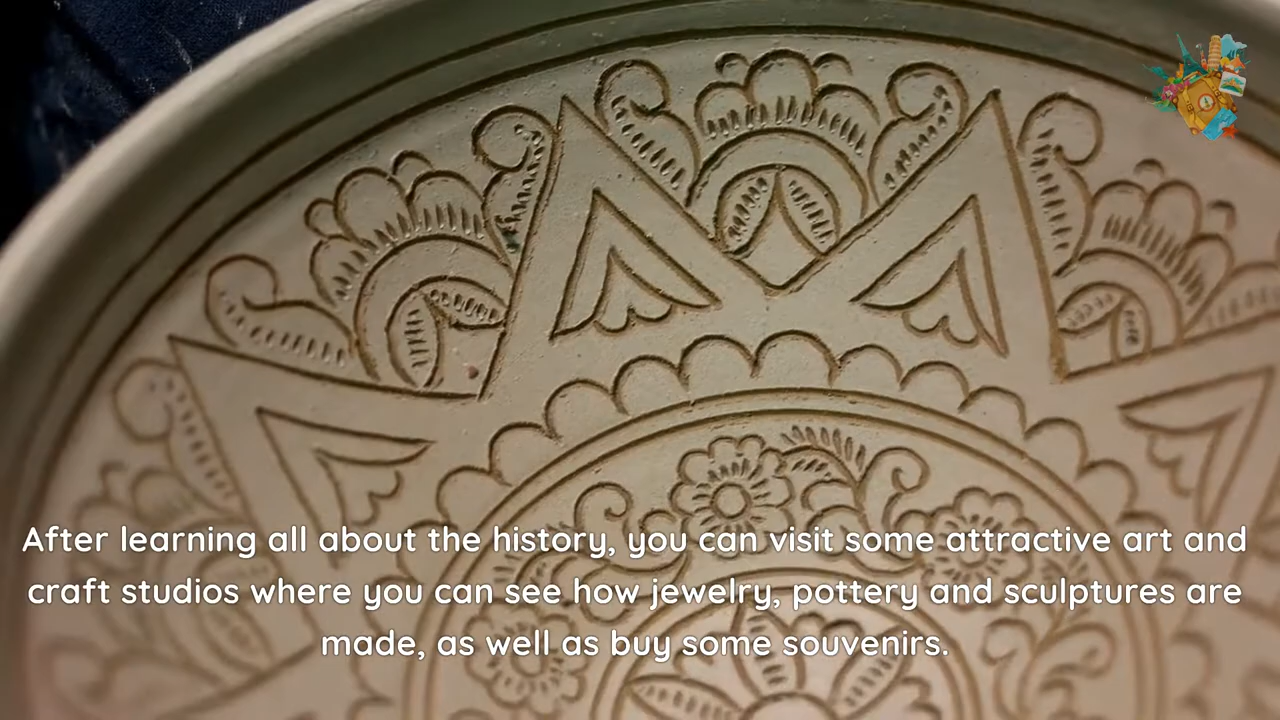 After learning all about the history, you can visit some attractive art and
craft studios where you can see how jewelry, pottery and sculptures are
made, as well as buy some souvenirs.